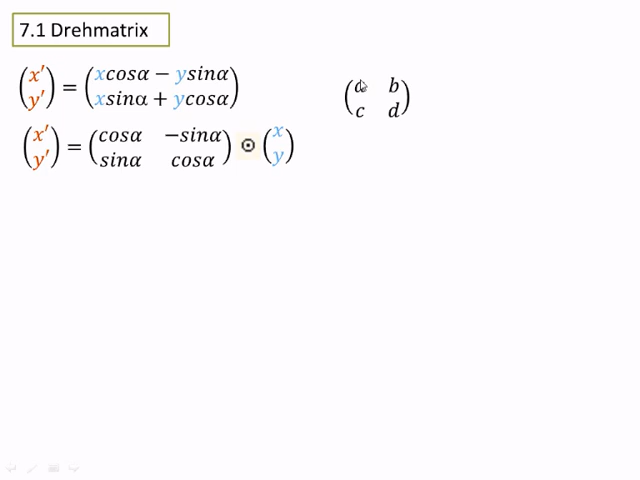 7.1 Drehmatrix
(x' y') = (xcosα − ysinα
xsinα + ycosα)
(x' y') = (cosα −sinα
sinα cosα) ⊙ (x y)
(a b
c d)